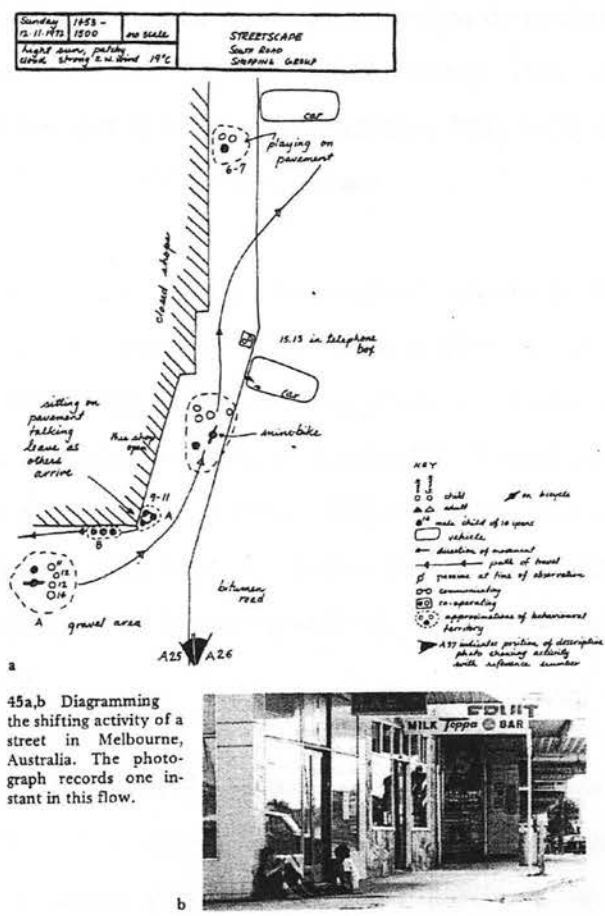 Sunday
12.11.1972
1453 –
1500
no scale
bright sun, patchy
cloud strong S.W. wind 19°C
STREETSCAPE
SOUTH ROAD
SHOPPING GROUP
car
playing on
pavement
6-7
closed shops
15.13 in telephone
box
car
sitting on
pavement
talking
leave as
others
arrive
this shop
open
minibike
9-11
A
B
11
12
12
14
A
gravel area
bitumen
road
A25
A26
a
KEY
child
on bicycle
adult
male child of 10 years
vehicle
direction of movement
path of travel
passive at time of observation
communicating
co-operating
approximations of behavioural
territory
A37 indicates position of descriptive
photo showing activity
with reference number
45a,b Diagramming
the shifting activity of a
street in Melbourne,
Australia. The photo-
graph records one in-
stant in this flow.
FRUIT
MILK Toppa BAR
b